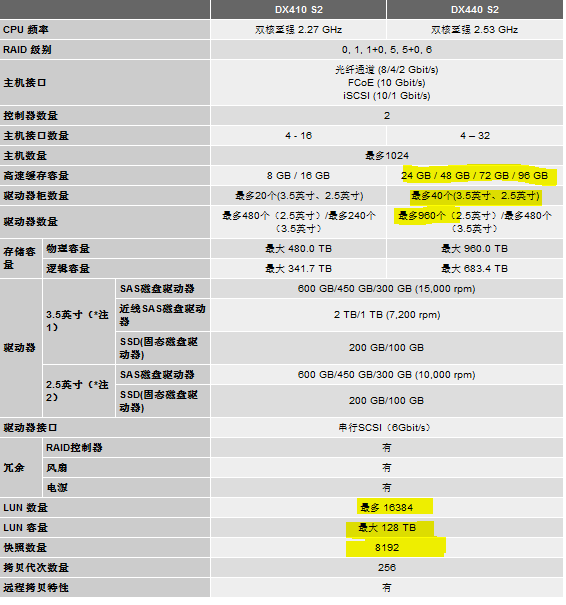 DX410 S2 DX440 S2
CPU 频率 双核至强 2.27 GHz 双核至强 2.53 GHz
RAID 级别 0, 1, 1+0, 5, 5+0, 6
主机接口 光纤通道 (8/4/2 Gbit/s)
FCoE (10 Gbit/s)
iSCSI (10/1 Gbit/s)
控制器数量 2
主机接口数量 4 - 16 4 – 32
主机数量 最多1024
高速缓存容量 8 GB / 16 GB 24 GB / 48 GB / 72 GB / 96 GB
驱动器柜数量 最多20个(3.5英寸、2.5英寸) 最多40个(3.5英寸、2.5英寸)
驱动器数量 最多480个（2.5英寸）/最多240个（3.5英寸） 最多960个（2.5英寸）/最多480个（3.5英寸）
存储容量 物理容量 最大 480.0 TB 最大 960.0 TB
逻辑容量 最大 341.7 TB 最大 683.4 TB
驱动器 3.5英寸（*注1） SAS磁盘驱动器 600 GB/450 GB/300 GB (15,000 rpm)
近线SAS磁盘驱动器 2 TB/1 TB (7,200 rpm)
SSD(固态磁盘驱动器) 200 GB/100 GB
2.5英寸（*注2） SAS磁盘驱动器 600 GB/450 GB/300 GB (10,000 rpm)
SSD(固态磁盘驱动器) 200 GB/100 GB
驱动器接口 串行SCSI（6Gbit/s）
冗余 RAID控制器 有
风扇 有
电源 有
LUN 数量 最多 16384
LUN 容量 最大 128 TB
快照数量 8192
拷贝代次数量 256
远程拷贝特性 有